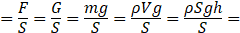 = F/S = G/S = mg/S = ρVg/S = ρSgh/S =